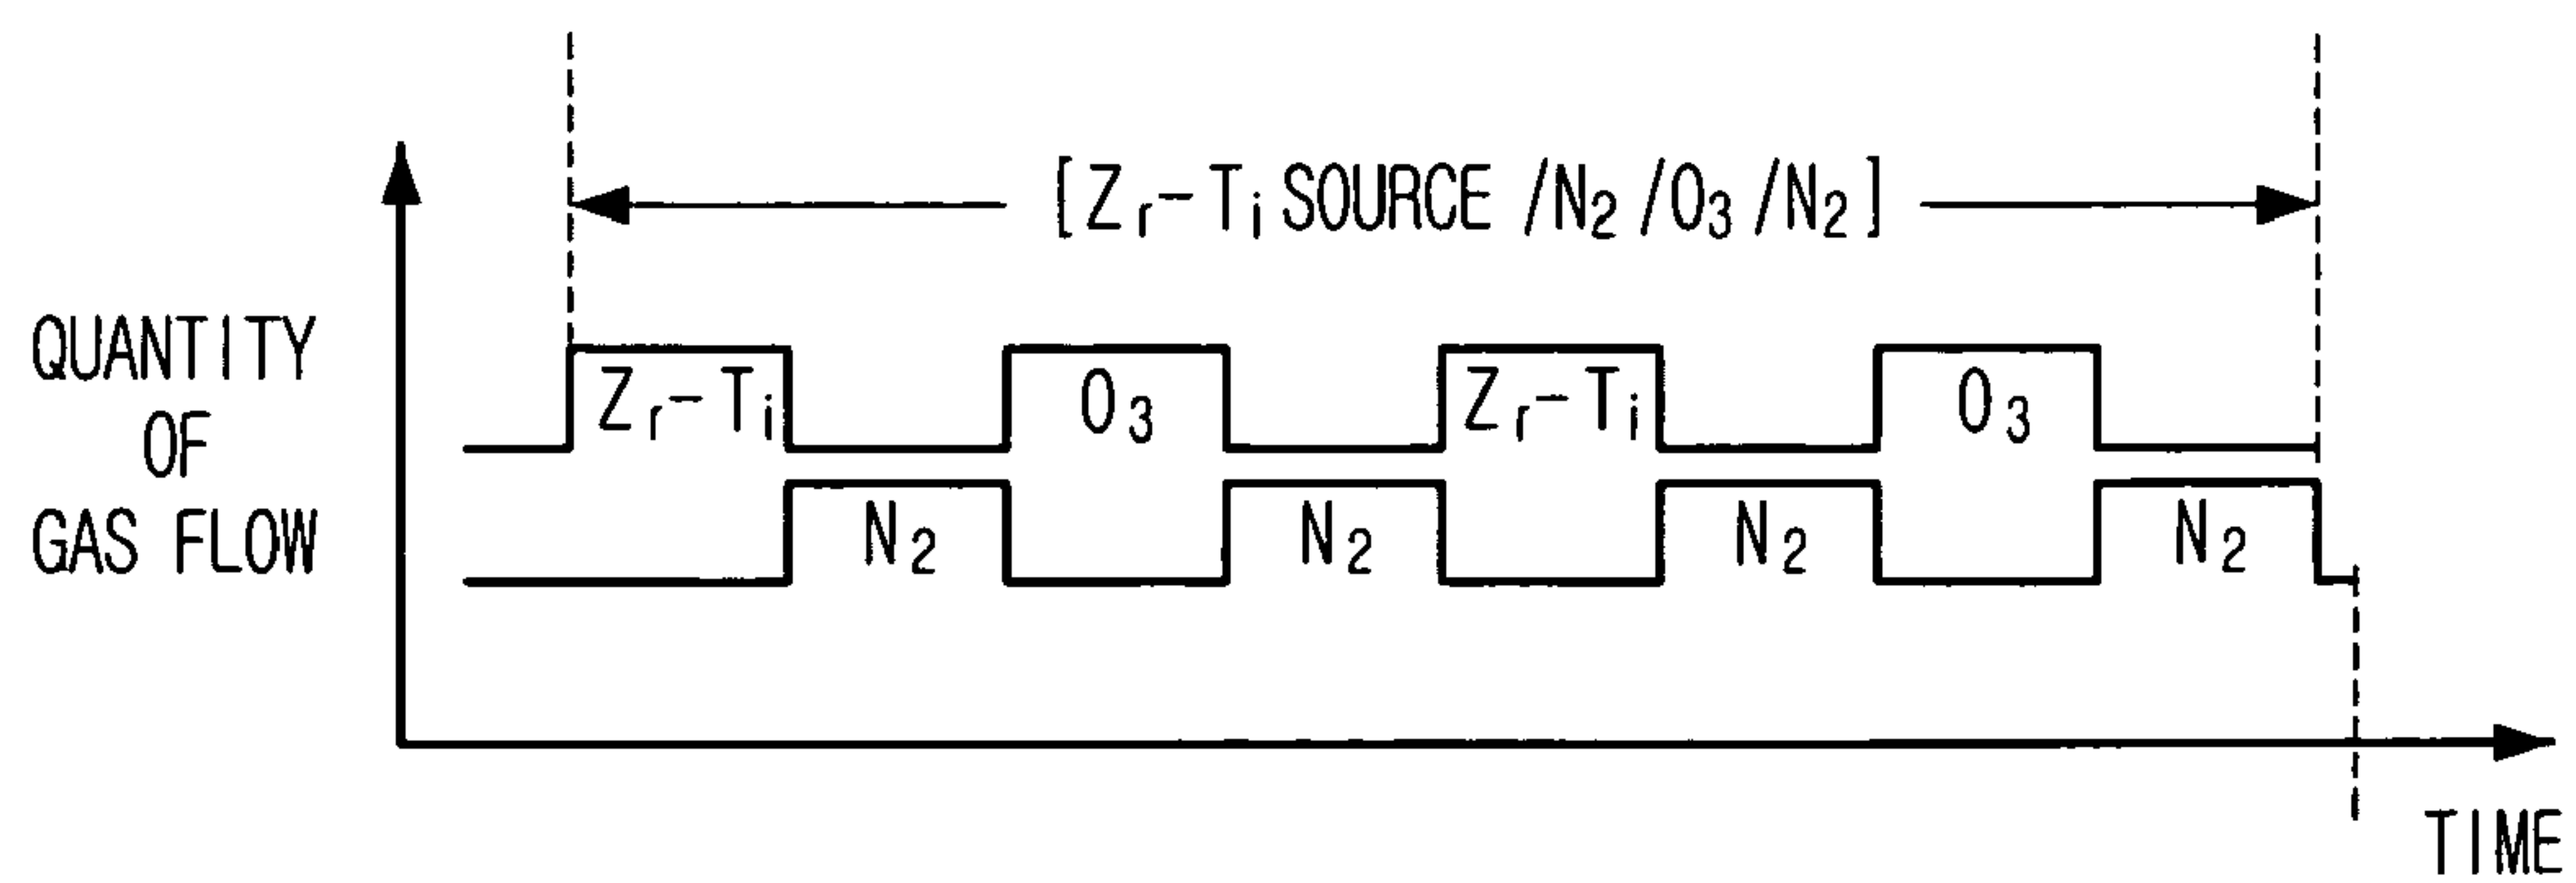 [Zr-Ti SOURCE /N2 /O3 /N2]
QUANTITY
OF
GAS FLOW
Zr-Ti O3 Zr-Ti O3
N2 N2 N2 N2
TIME